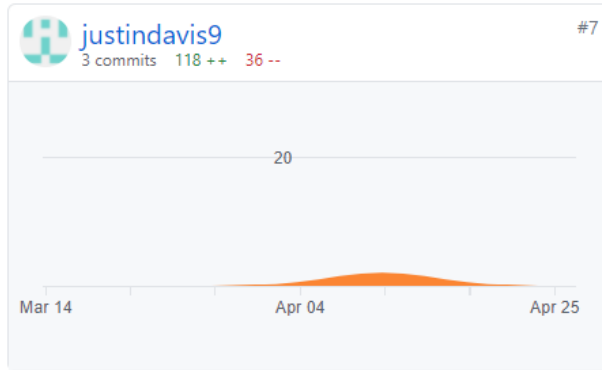 justindavis9
#7
3 commits 118 ++ 36 --
20
Mar 14 Apr 04 Apr 25